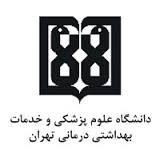 دانشگاه علوم پزشکی و خدمات
بهداشتی درمانی تهران